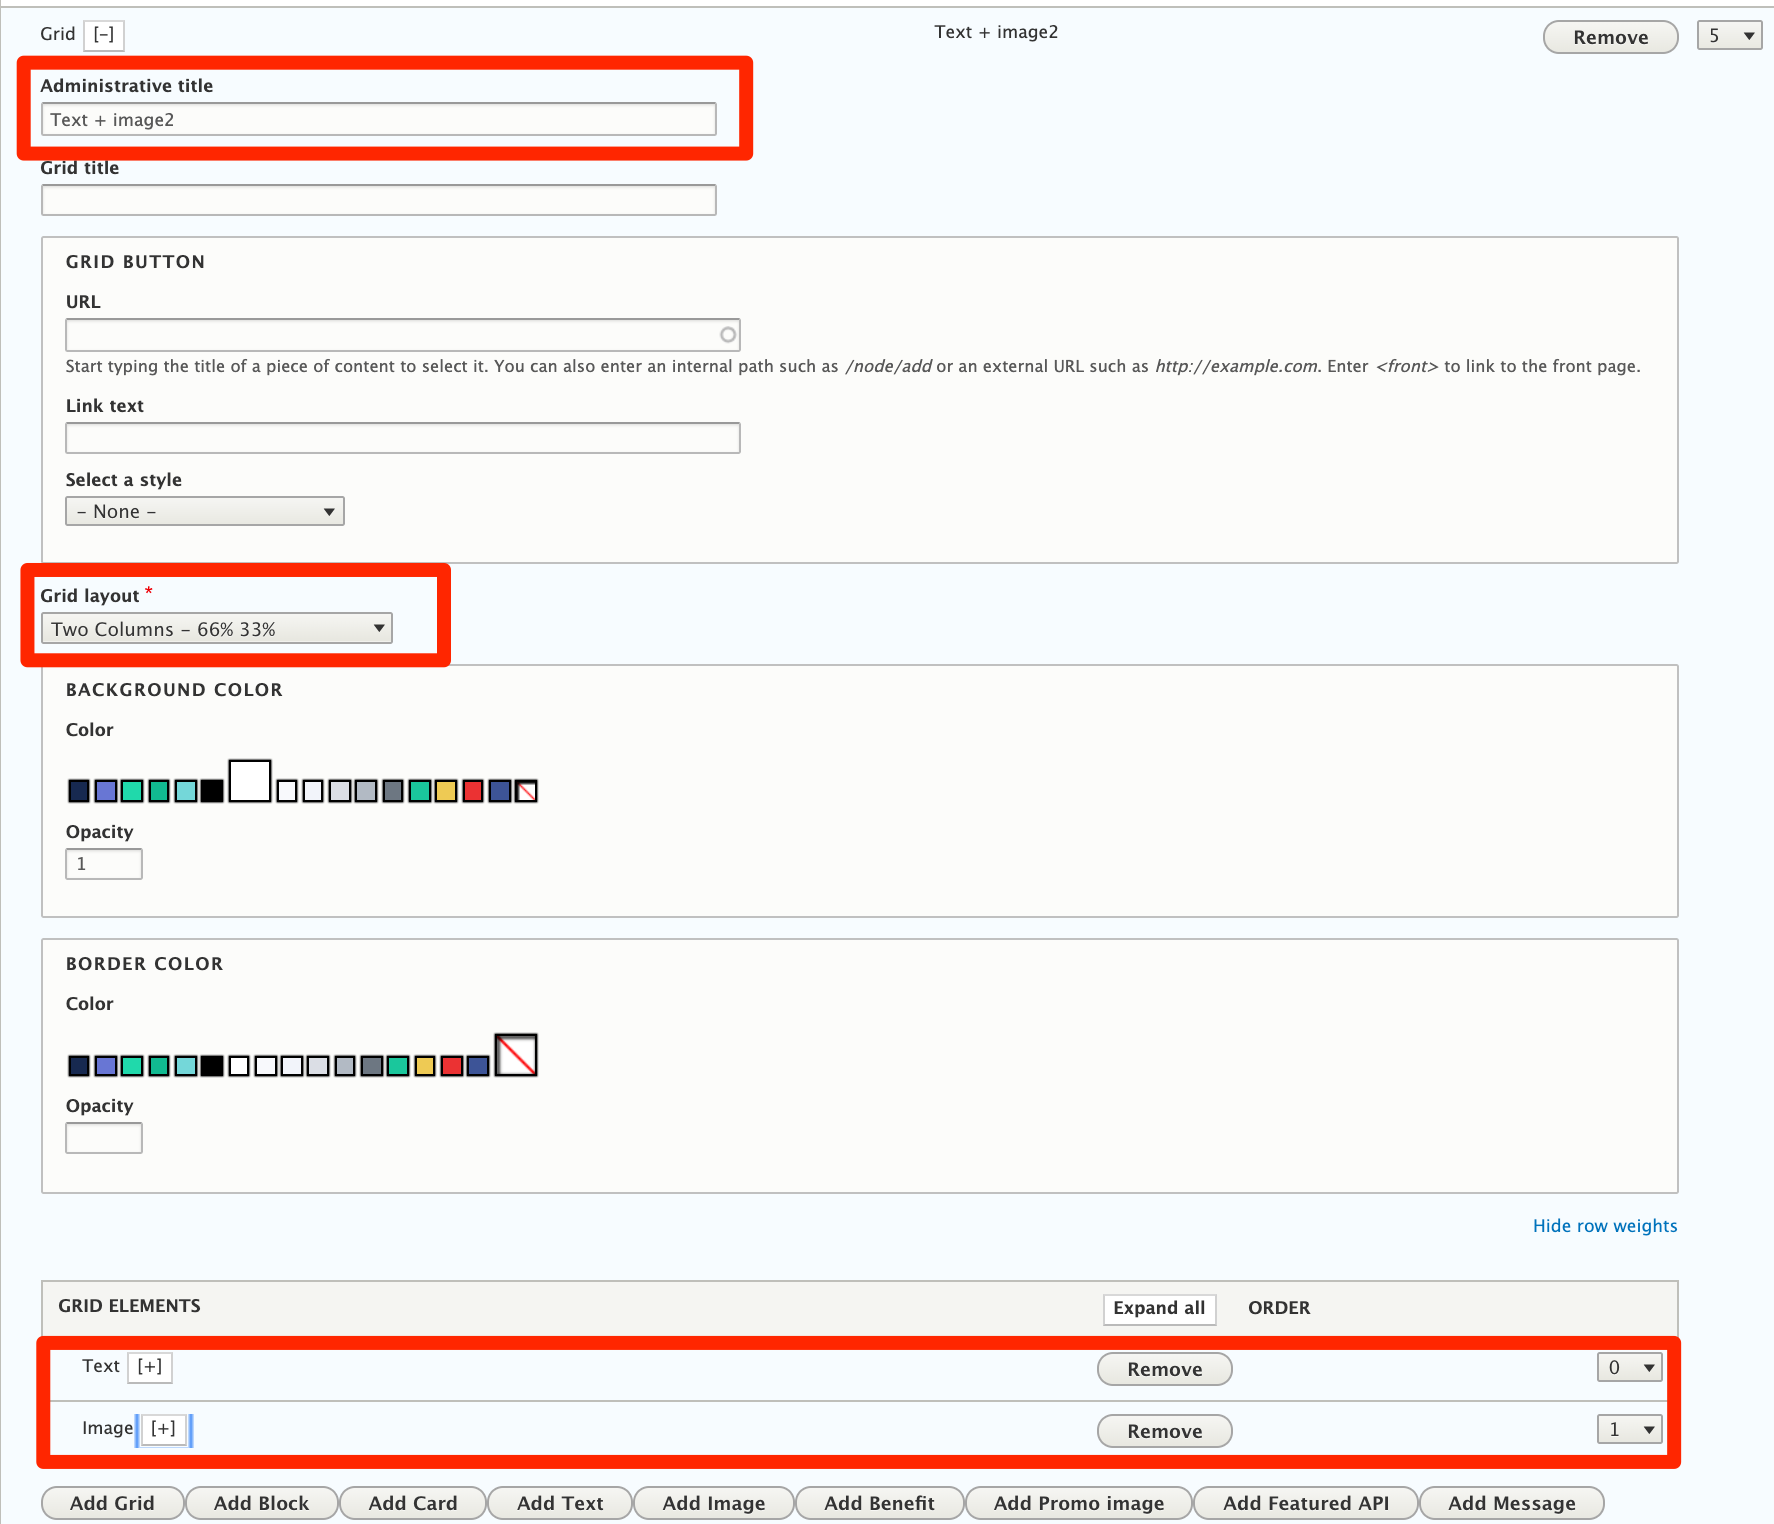 Grid [-] Text + image2 Remove 5
Administrative title
Text + image2
Grid title
GRID BUTTON
URL
Start typing the title of a piece of content to select it. You can also enter an internal path such as /node/add or an external URL such as http://example.com. Enter <front> to link to the front page.
Link text
Select a style
- None -
Grid layout *
Two Columns - 66% 33%
BACKGROUND COLOR
Color
Opacity
1
BORDER COLOR
Color
Opacity
Hide row weights
GRID ELEMENTS Expand all ORDER
Text [+] Remove 0
Image [+] Remove 1
Add Grid Add Block Add Card Add Text Add Image Add Benefit Add Promo image Add Featured API Add Message